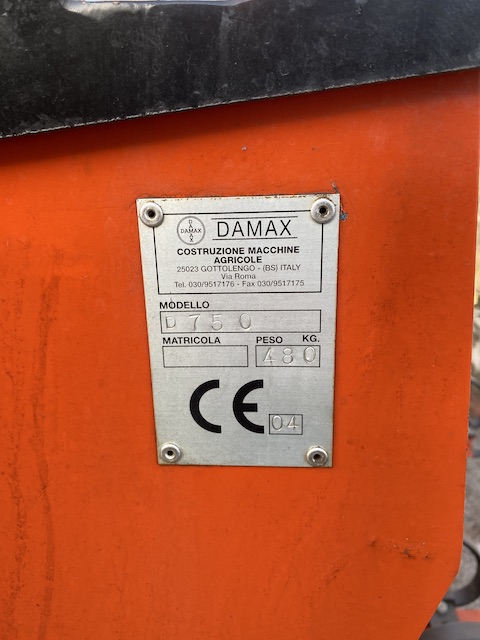 DAMAX
DAMAX
COSTRUZIONE MACCHINE
AGRICOLE
25023 GOTTOLENGO - (BS) ITALY
Via Roma
Tel. 030/9517176 - Fax 030/9517175
MODELLO
D 750
MATRICOLA PESO KG.
480
CE 04